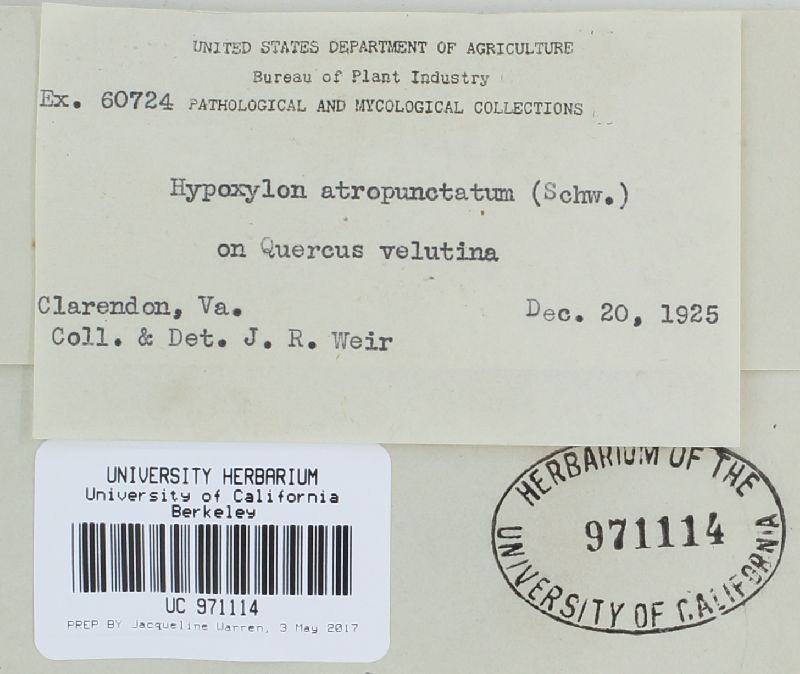 UNITED STATES DEPARTMENT OF AGRICULTURE
Bureau of Plant Industry
Ex. 60724 PATHOLOGICAL AND MYCOLOGICAL COLLECTIONS
Hypoxylon atropunctatum (Schw.)
on Quercus velutina
Clarendon, Va. Dec. 20, 1925
Coll. & Det. J. R. Weir
UNIVERSITY HERBARIUM
University of California
Berkeley
UC 971114
PREP BY Jacqueline Warren, 3 May 2017
HERBARIUM OF THE
971114
UNIVERSITY OF CALIFORNIA